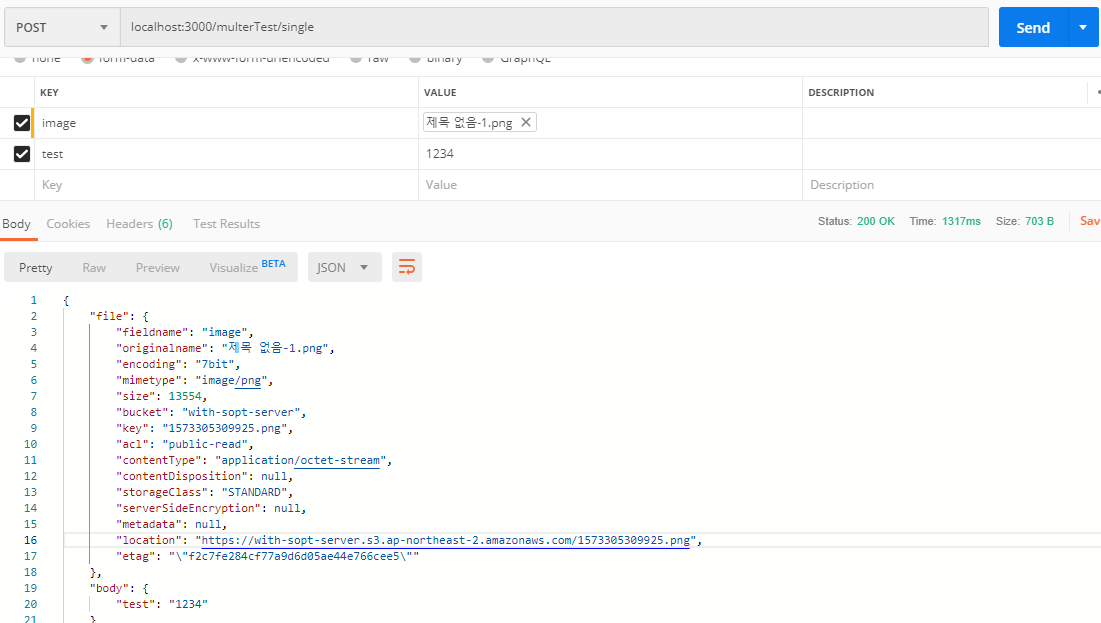 POST localhost:3000/multerTest/single Send
none form-data x-www-form-urlencoded raw binary GraphQL
KEY VALUE DESCRIPTION
image 제목 없음-1.png
test 1234
Key Value Description
Body Cookies Headers (6) Test Results Status: 200 OK Time: 1317ms Size: 703 B Sav
Pretty Raw Preview Visualize BETA JSON
1 {
2 "file": {
3 "fieldname": "image",
4 "originalname": "제목 없음-1.png",
5 "encoding": "7bit",
6 "mimetype": "image/png",
7 "size": 13554,
8 "bucket": "with-sopt-server",
9 "key": "1573305309925.png",
10 "acl": "public-read",
11 "contentType": "application/octet-stream",
12 "contentDisposition": null,
13 "storageClass": "STANDARD",
14 "serverSideEncryption": null,
15 "metadata": null,
16 "location": "https://with-sopt-server.s3.ap-northeast-2.amazonaws.com/1573305309925.png",
17 "etag": "\"f2c7fe284cf77a9d6d05ae44e766cee5\""
18 },
19 "body": {
20 "test": "1234"
21 }